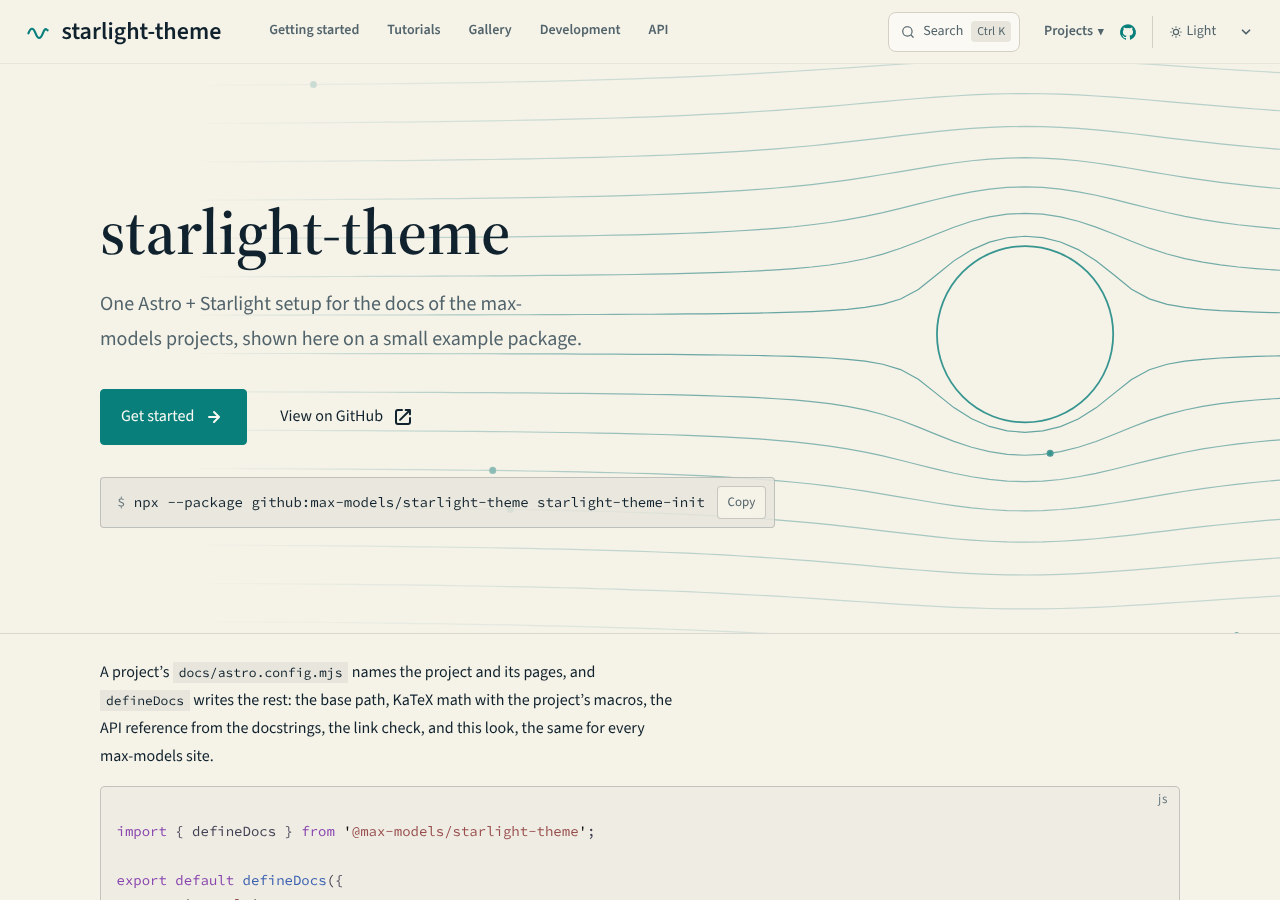 starlight-theme
Getting started Tutorials Gallery Development API
Search Ctrl K
Projects ▾
Light
starlight-theme
One Astro + Starlight setup for the docs of the max-
models projects, shown here on a small example package.
Get started
View on GitHub
$ npx --package github:max-models/starlight-theme starlight-theme-init
Copy
A project’s docs/astro.config.mjs names the project and its pages, and
defineDocs writes the rest: the base path, KaTeX math with the project’s macros, the
API reference from the docstrings, the link check, and this look, the same for every
max-models site.
js
import { defineDocs } from '@max-models/starlight-theme';
export default defineDocs({